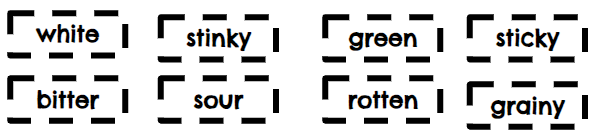 white stinky green sticky
bitter sour rotten grainy